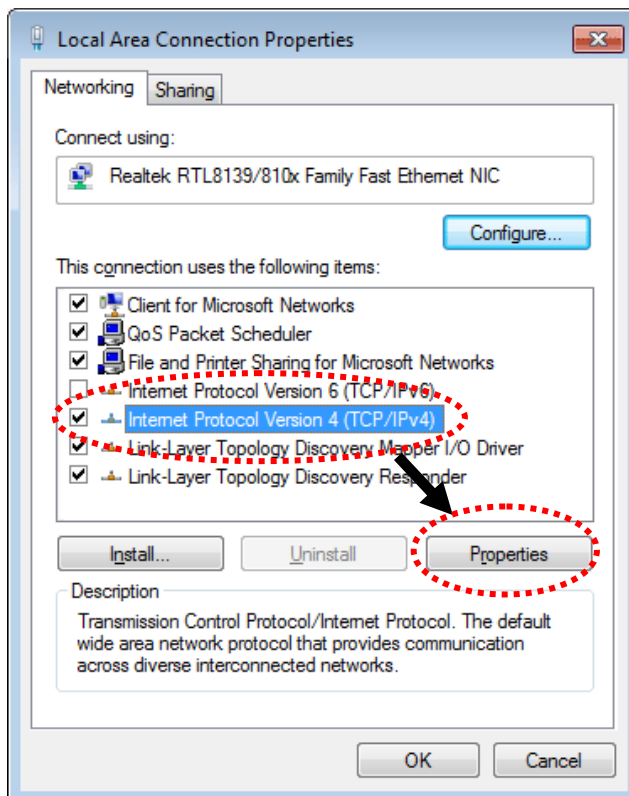 Local Area Connection Properties
Networking
Sharing
Connect using:
Realtek RTL8139/810x Family Fast Ethernet NIC
Configure...
This connection uses the following items:
Client for Microsoft Networks
QoS Packet Scheduler
File and Printer Sharing for Microsoft Networks
Internet Protocol Version 6 (TCP/IPv6)
Internet Protocol Version 4 (TCP/IPv4)
Link-Layer Topology Discovery Mapper I/O Driver
Link-Layer Topology Discovery Responder
Install...
Uninstall
Properties
Description
Transmission Control Protocol/Internet Protocol. The default
wide area network protocol that provides communication
across diverse interconnected networks.
OK
Cancel